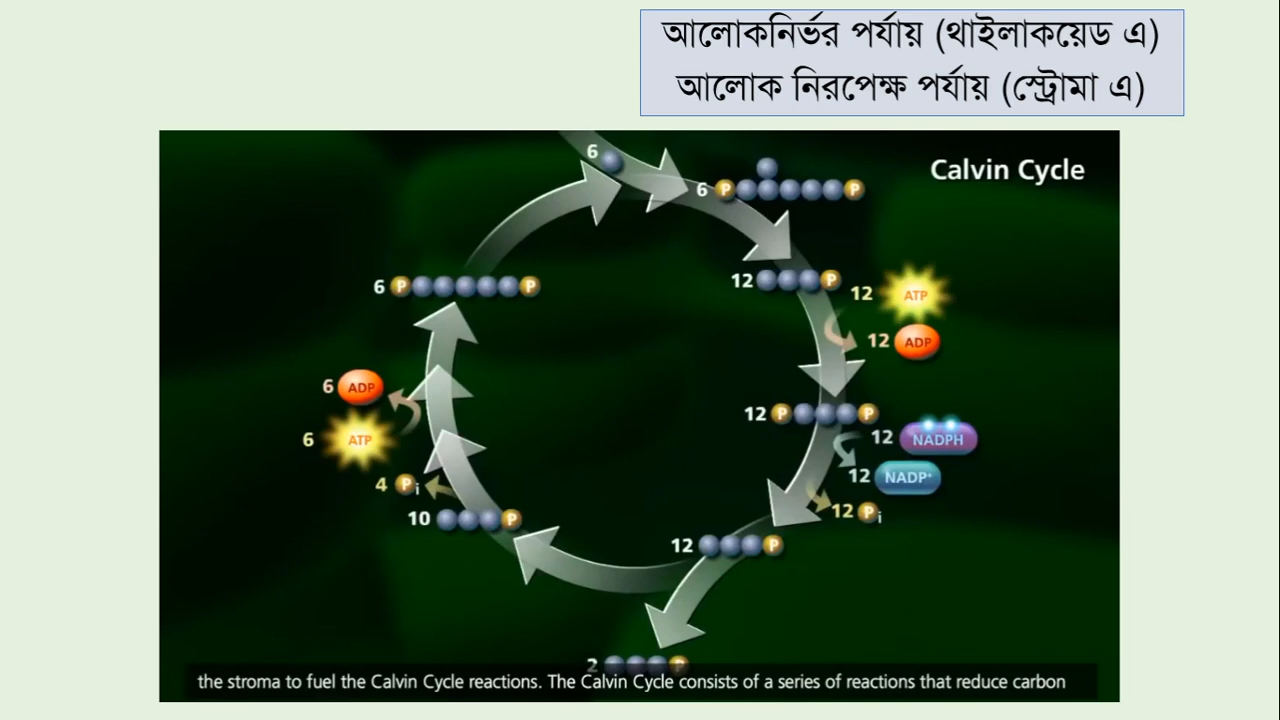 আলোকনির্ভর পর্যায় (থাইলাকয়েড এ)
আলোক নিরপেক্ষ পর্যায় (স্ট্রোমা এ)
Calvin Cycle
6
6 P P
12 P
12 ATP
12 ADP
12 P P
12 NADPH
12 NADP+
12 Pi
12 P
2 P
10 P
4 Pi
6 ATP
6 ADP
6 P P
the stroma to fuel the Calvin Cycle reactions. The Calvin Cycle consists of a series of reactions that reduce carbon